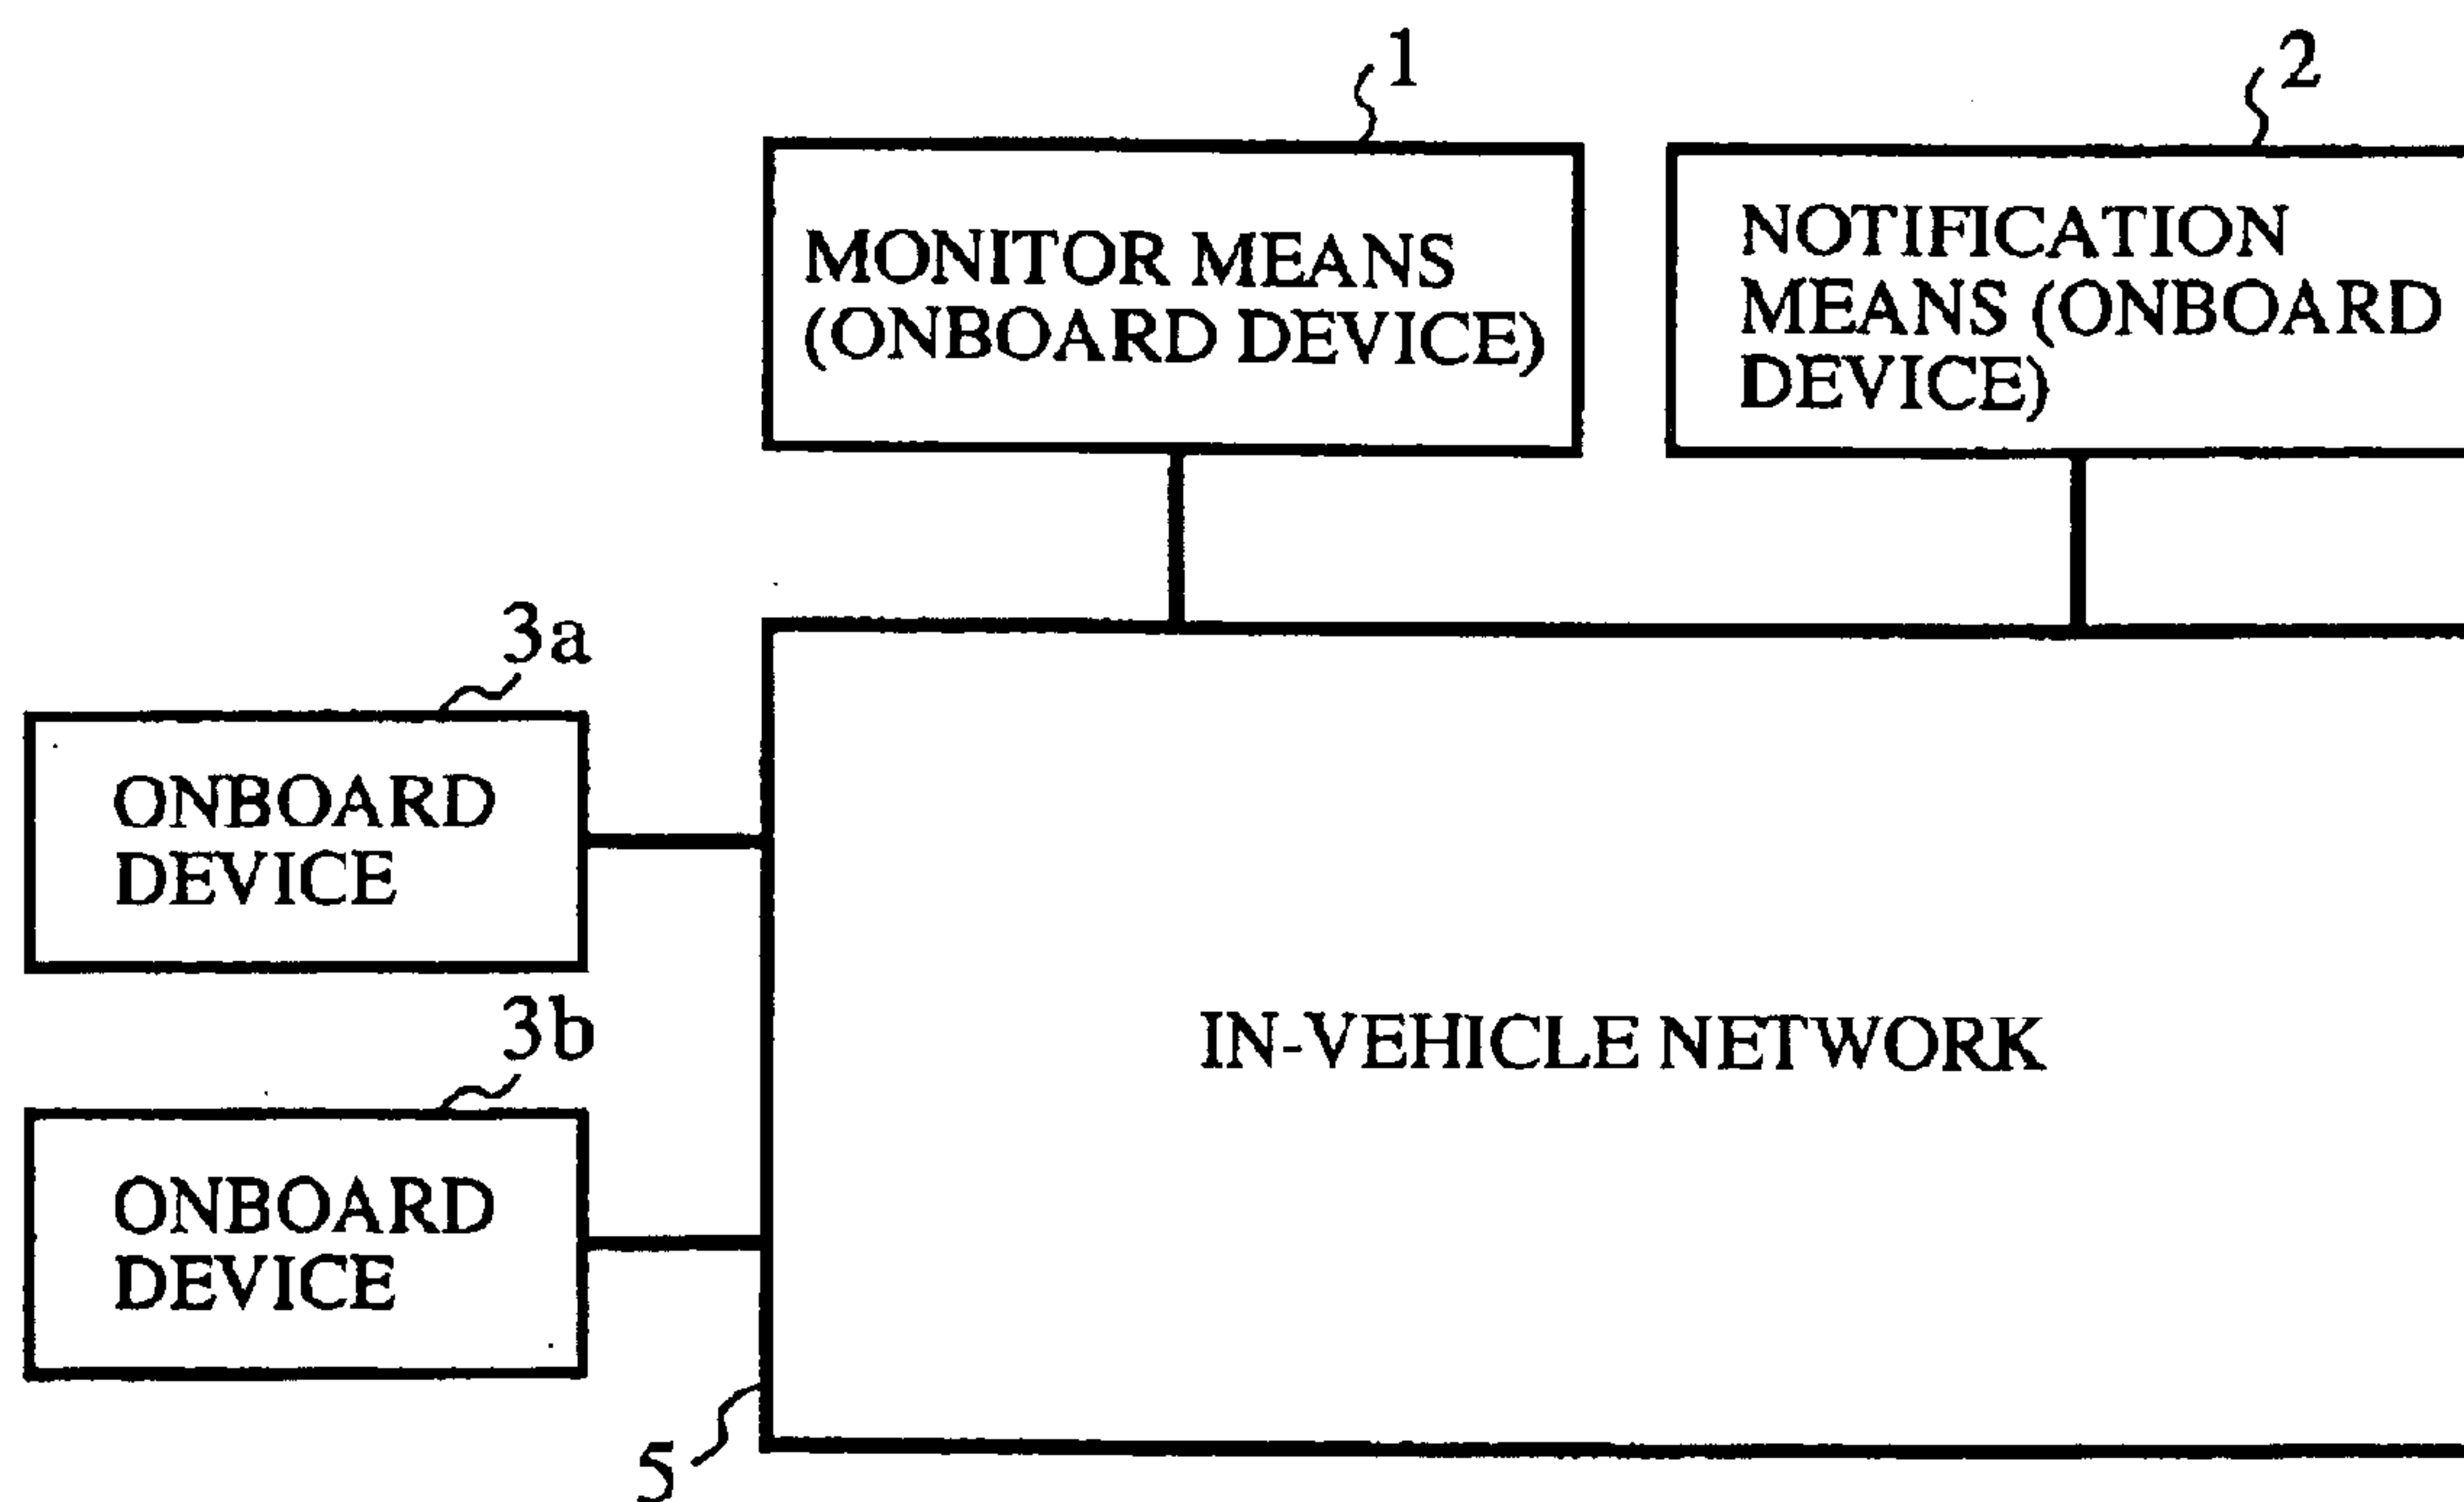 1
2
MONITOR MEANS
(ONBOARD DEVICE)
NOTIFICATION
MEANS (ONBOARD
DEVICE)
3a
ONBOARD
DEVICE
3b
ONBOARD
DEVICE
IN-VEHICLE NETWORK
5